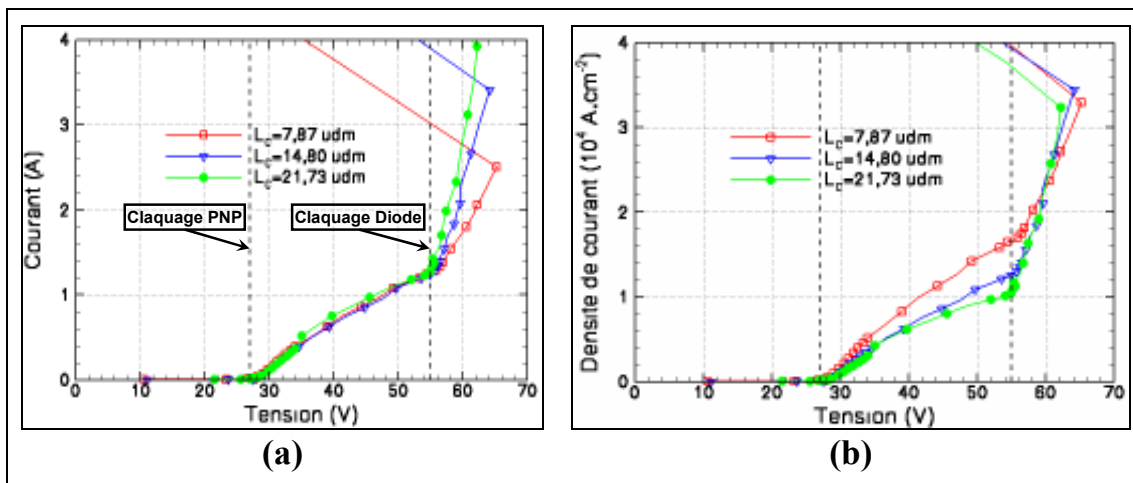 4
3
2
1
0
Courant (A)
L_c=7,87 udm
L_c=14,80 udm
L_c=21,73 udm
Claquage PNP
Claquage Diode
0 10 20 30 40 50 60 70
Tension (V)
(a)
4
3
2
1
0
Densite de courant (10⁴ A.cm⁻²)
L_c=7,87 udm
L_c=14,80 udm
L_c=21,73 udm
0 10 20 30 40 50 60 70
Tension (V)
(b)